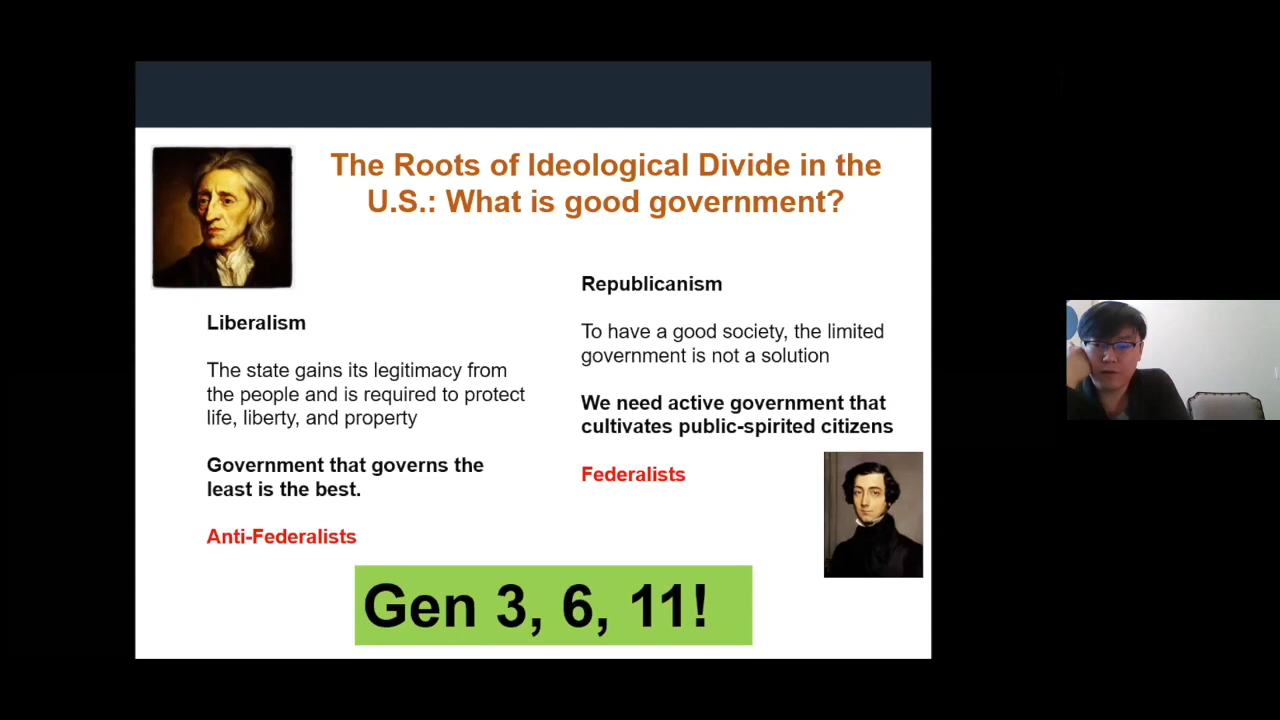 The Roots of Ideological Divide in the
U.S.: What is good government?
Liberalism
The state gains its legitimacy from
the people and is required to protect
life, liberty, and property
Government that governs the
least is the best.
Anti-Federalists
Republicanism
To have a good society, the limited
government is not a solution
We need active government that
cultivates public-spirited citizens
Federalists
Gen 3, 6, 11!